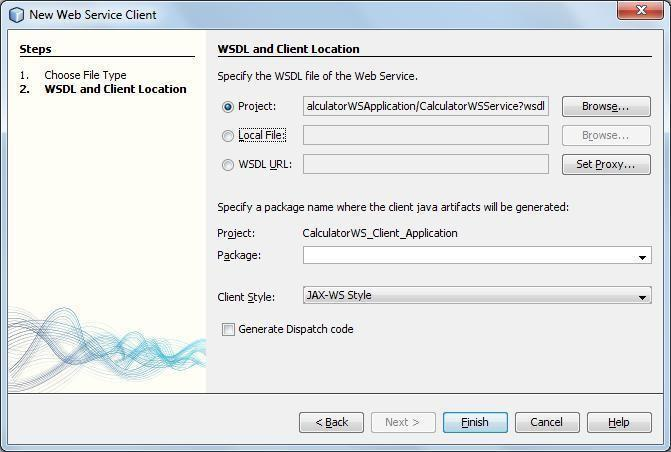 New Web Service Client
Steps
1. Choose File Type
2. WSDL and Client Location
WSDL and Client Location
Specify the WSDL file of the Web Service.
Project: alculatorWSApplication/CalculatorWSService?wsdl Browse...
Local File: Browse...
WSDL URL: Set Proxy...
Specify a package name where the client java artifacts will be generated:
Project: CalculatorWS_Client_Application
Package:
Client Style: JAX-WS Style
Generate Dispatch code
< Back Next > Finish Cancel Help